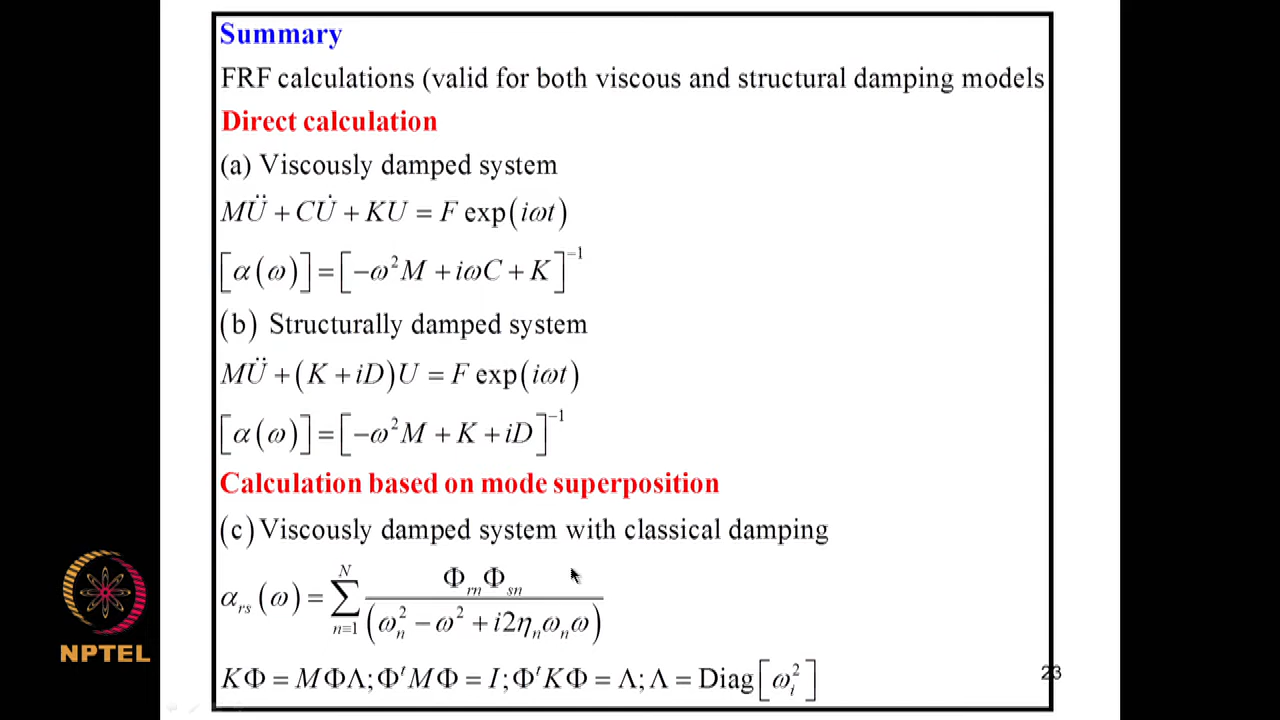 Summary
FRF calculations (valid for both viscous and structural damping models
Direct calculation
(a) Viscously damped system
MÜ + CU̇ + KU = F exp(iωt)
[α(ω)] = [−ω²M + iωC + K]⁻¹
(b) Structurally damped system
MÜ + (K + iD)U = F exp(iωt)
[α(ω)] = [−ω²M + K + iD]⁻¹
Calculation based on mode superposition
(c) Viscously damped system with classical damping
α_rs(ω) = ∑_{n=1}^{N} Φ_rn Φ_sn / (ω_n² − ω² + i2η_nω_nω)
KΦ = MΦΛ; Φ^t MΦ = I; Φ^t KΦ = Λ; Λ = Diag[ω_i²]
23
NPTEL